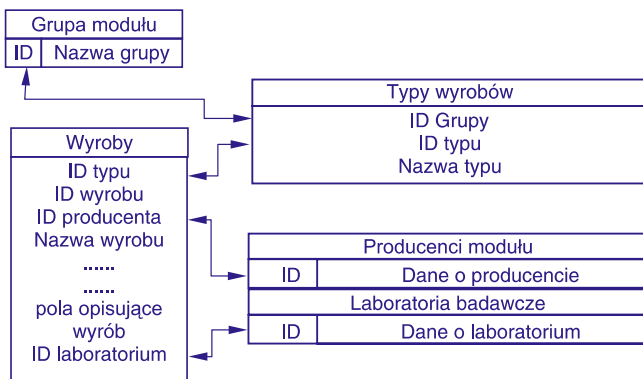 Grupa modułu
ID Nazwa grupy
Typy wyrobów
ID Grupy
ID typu
Nazwa typu
Wyroby
ID typu
ID wyrobu
ID producenta
Nazwa wyrobu
......
......
pola opisujące
wyrób
ID laboratorium
Producenci modułu
ID Dane o producencie
Laboratoria badawcze
ID Dane o laboratorium